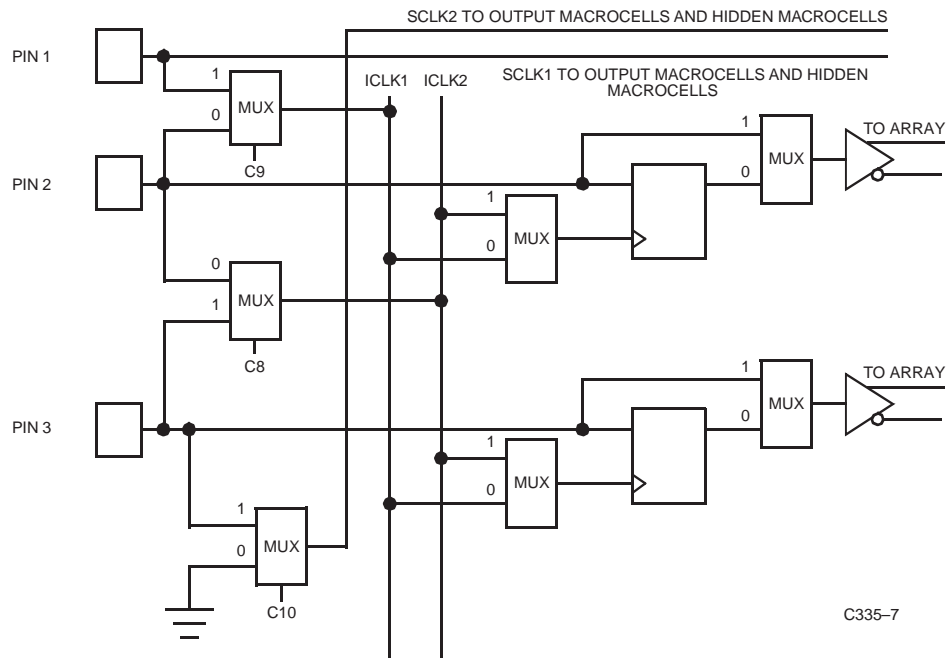 SCLK2 TO OUTPUT MACROCELLS AND HIDDEN MACROCELLS
PIN 1
1
MUX
0
C9
ICLK1 ICLK2
SCLK1 TO OUTPUT MACROCELLS AND HIDDEN
MACROCELLS
1
MUX
0
TO ARRAY
PIN 2
1
MUX
0
0
MUX
1
C8
PIN 3
1
MUX
0
TO ARRAY
1
MUX
0
1
MUX
0
C10
C335–7